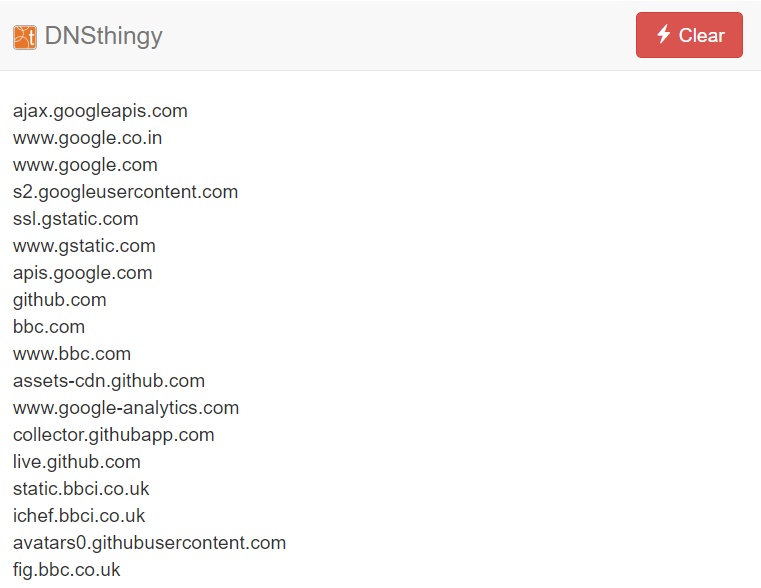 DNSthingy
Clear
ajax.googleapis.com
www.google.co.in
www.google.com
s2.googleusercontent.com
ssl.gstatic.com
www.gstatic.com
apis.google.com
github.com
bbc.com
www.bbc.com
assets-cdn.github.com
www.google-analytics.com
collector.githubapp.com
live.github.com
static.bbci.co.uk
ichef.bbci.co.uk
avatars0.githubusercontent.com
fig.bbc.co.uk